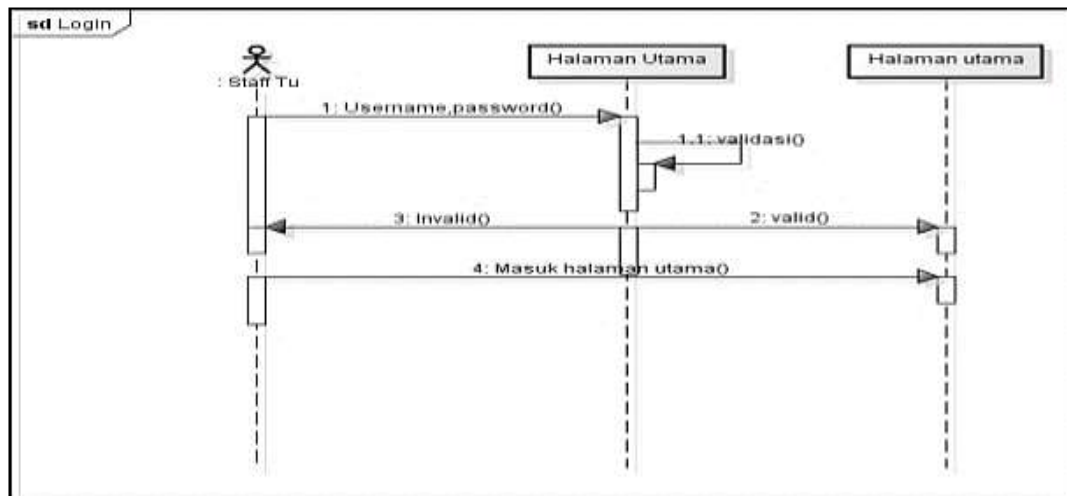 sd Login
: Staff Tu
Halaman Utama
Halaman utama
1: Username,password()
1.1: validasi()
3: Invalid()
2: valid()
4: Masuk halaman utama()